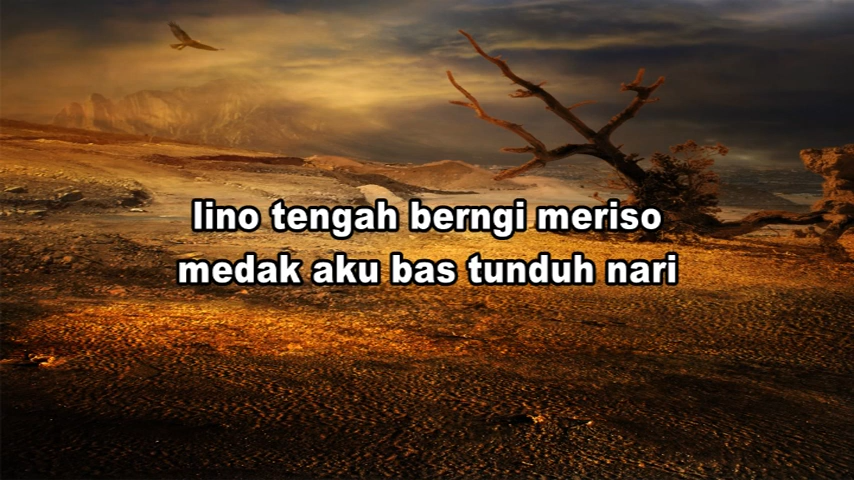 lino tengah berngi meriso
medak aku bas tunduh nari